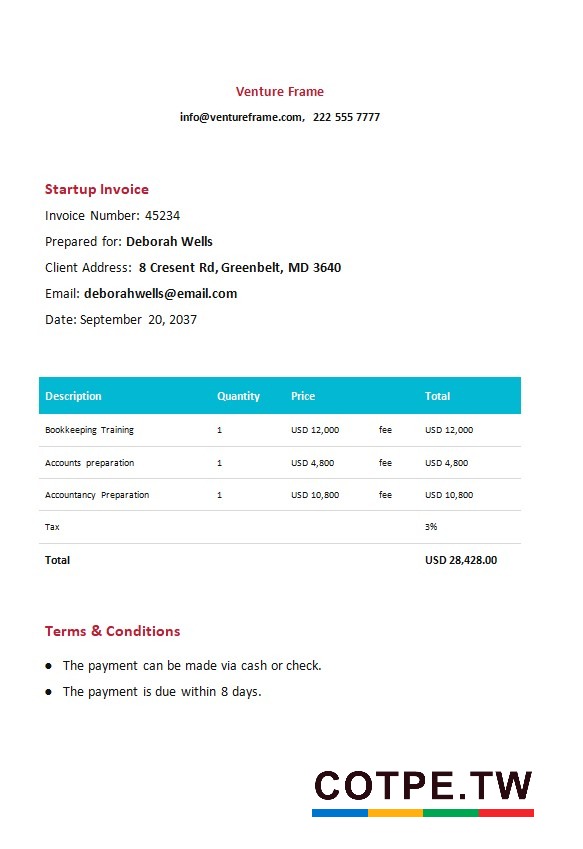 Venture Frame
info@ventureframe.com, 222 555 7777
Startup Invoice
Invoice Number: 45234
Prepared for: Deborah Wells
Client Address: 8 Cresent Rd, Greenbelt, MD 3640
Email: deborahwells@email.com
Date: September 20, 2037
Description Quantity Price Total
Bookkeeping Training 1 USD 12,000 fee USD 12,000
Accounts preparation 1 USD 4,800 fee USD 4,800
Accountancy Preparation 1 USD 10,800 fee USD 10,800
Tax 3%
Total USD 28,428.00
Terms & Conditions
● The payment can be made via cash or check.
● The payment is due within 8 days.
COTPE.TW